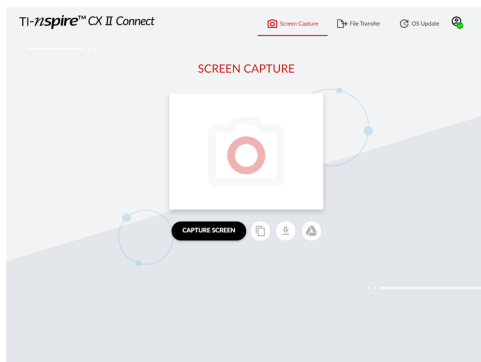 TI-nspire™ CX II Connect
Screen Capture
File Transfer
OS Update
SCREEN CAPTURE
CAPTURE SCREEN